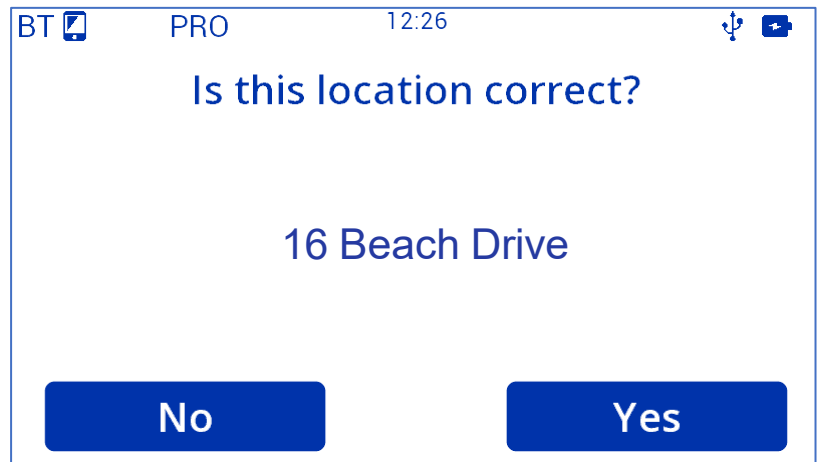 BT PRO 12:26
Is this location correct?
16 Beach Drive
No Yes